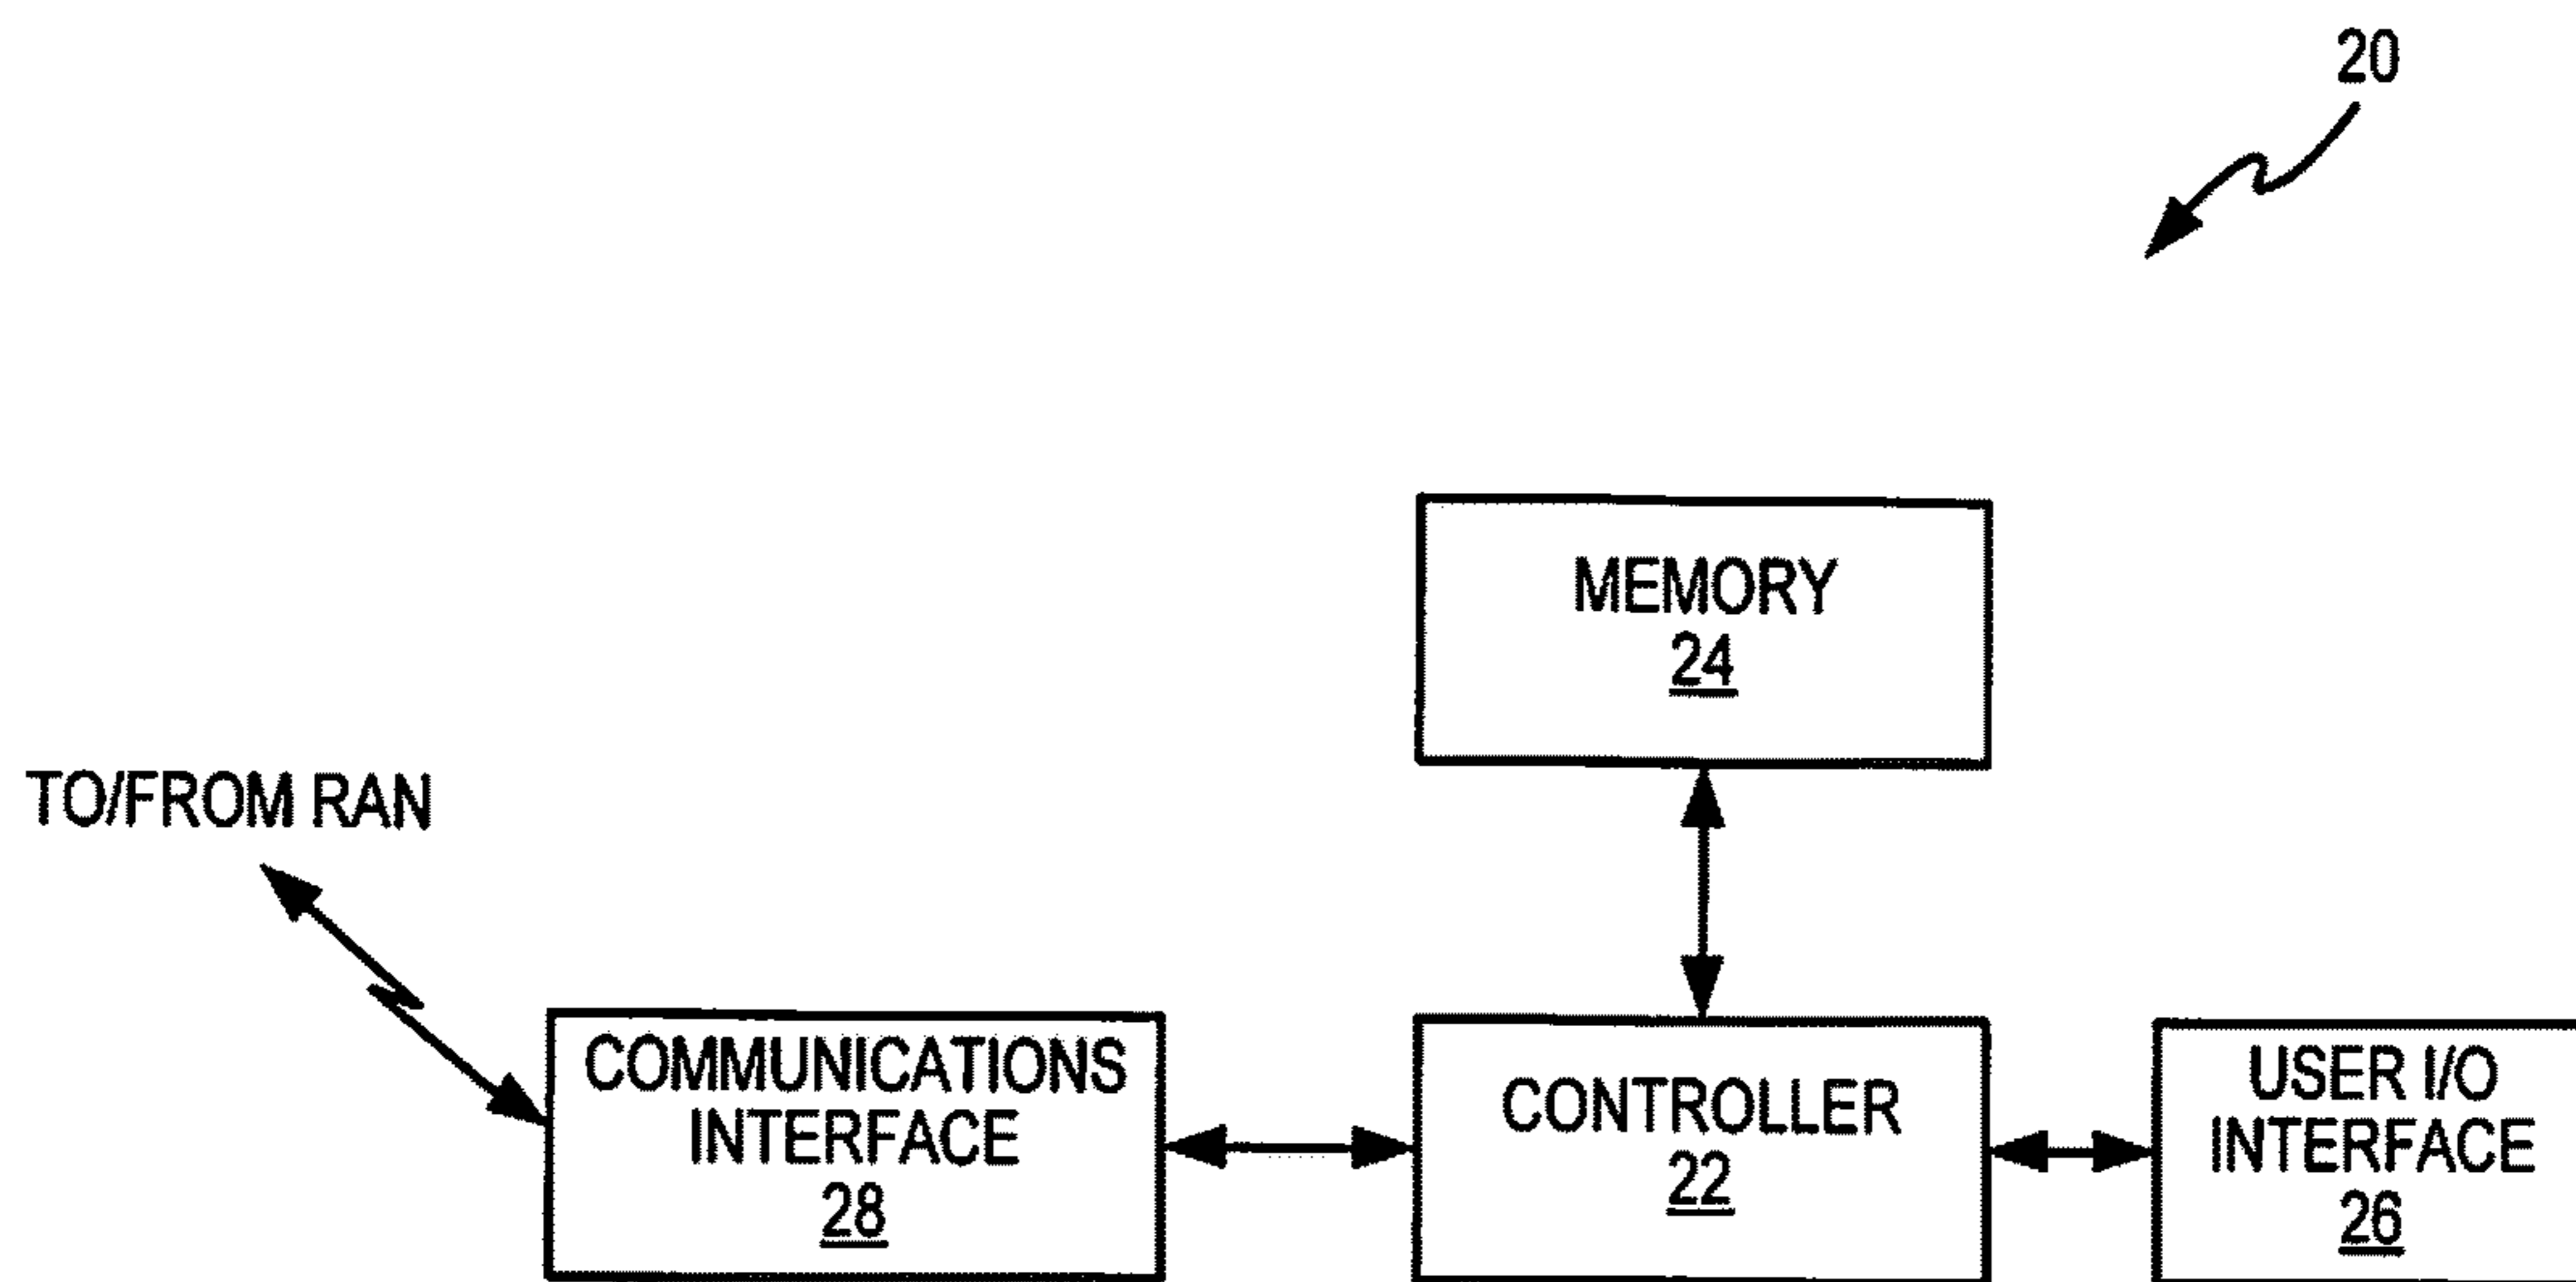 20
MEMORY
24
TO/FROM RAN
COMMUNICATIONS
INTERFACE
28
CONTROLLER
22
USER I/O
INTERFACE
26